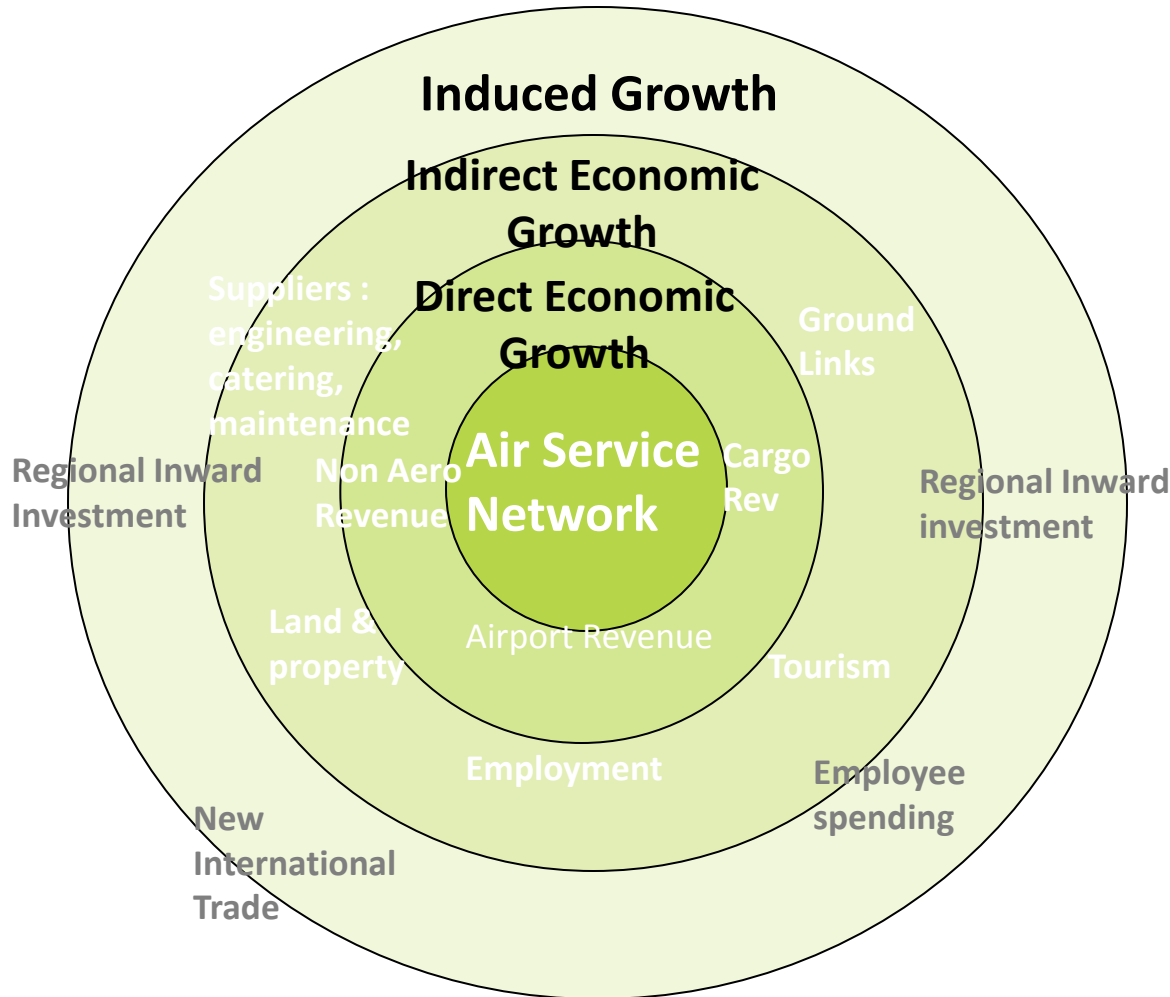 Induced Growth
Indirect Economic
Growth
Direct Economic
Growth
Suppliers :
engineering,
catering,
maintenance
Ground
Links
Regional Inward
Investment
Non Aero
Revenue
Air Service
Network
Cargo
Rev
Regional Inward
investment
Land &
property
Airport Revenue
Tourism
Employment
Employee
spending
New
International
Trade